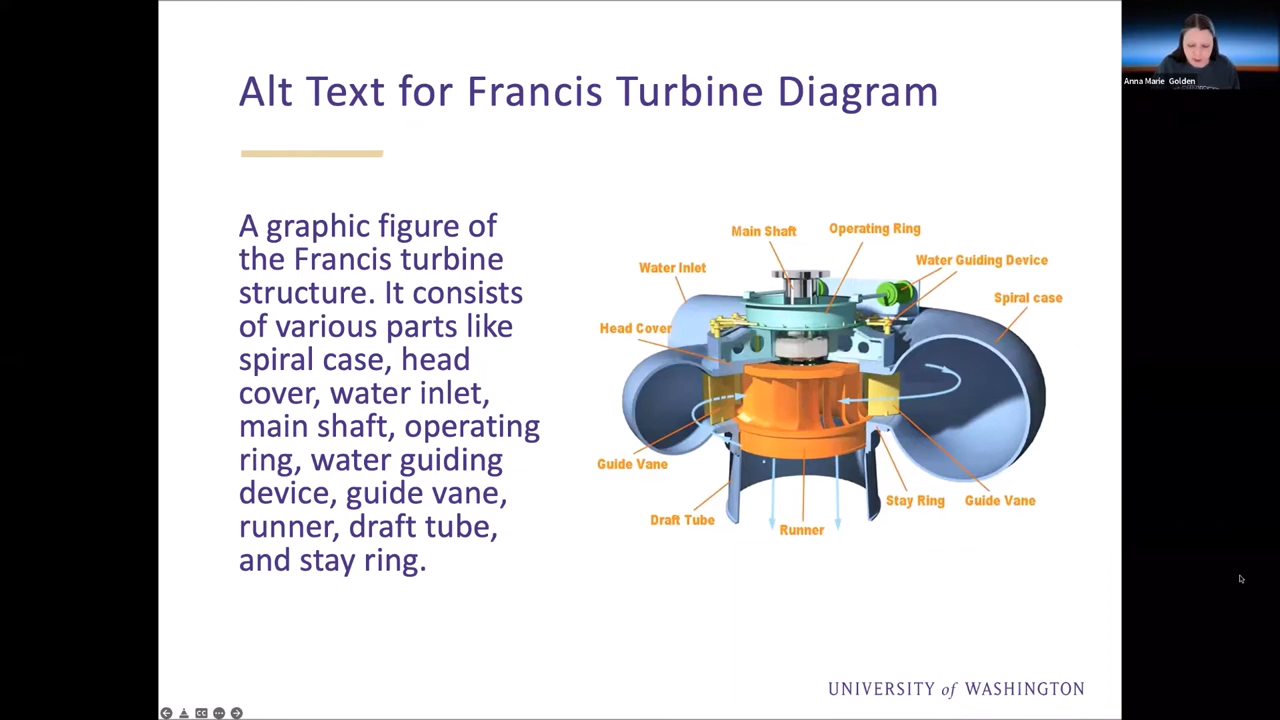 Alt Text for Francis Turbine Diagram
Anna Marie Golden
A graphic figure of
the Francis turbine
structure. It consists
of various parts like
spiral case, head
cover, water inlet,
main shaft, operating
ring, water guiding
device, guide vane,
runner, draft tube,
and stay ring.
Main Shaft
Operating Ring
Water Inlet
Water Guiding Device
Spiral case
Head Cover
Guide Vane
Stay Ring
Guide Vane
Draft Tube
Runner
UNIVERSITY of WASHINGTON
CC